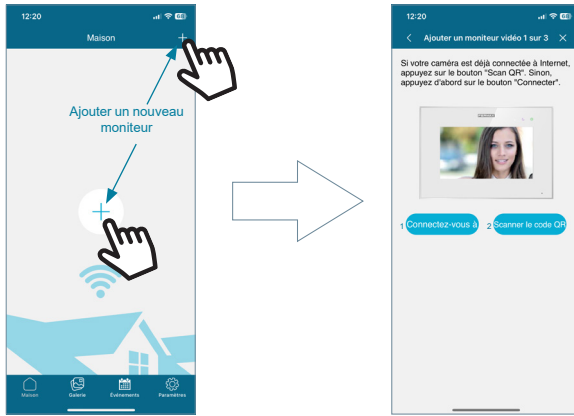 12:20
Maison
Ajouter un nouveau
moniteur
Maison
Galerie
Événements
Paramètres
12:20
Ajouter un moniteur vidéo 1 sur 3
Si votre caméra est déjà connectée à Internet,
appuyez sur le bouton "Scan QR". Sinon,
appuyez d'abord sur le bouton "Connecter".
1 Connectez-vous à
2 Scanner le code QR